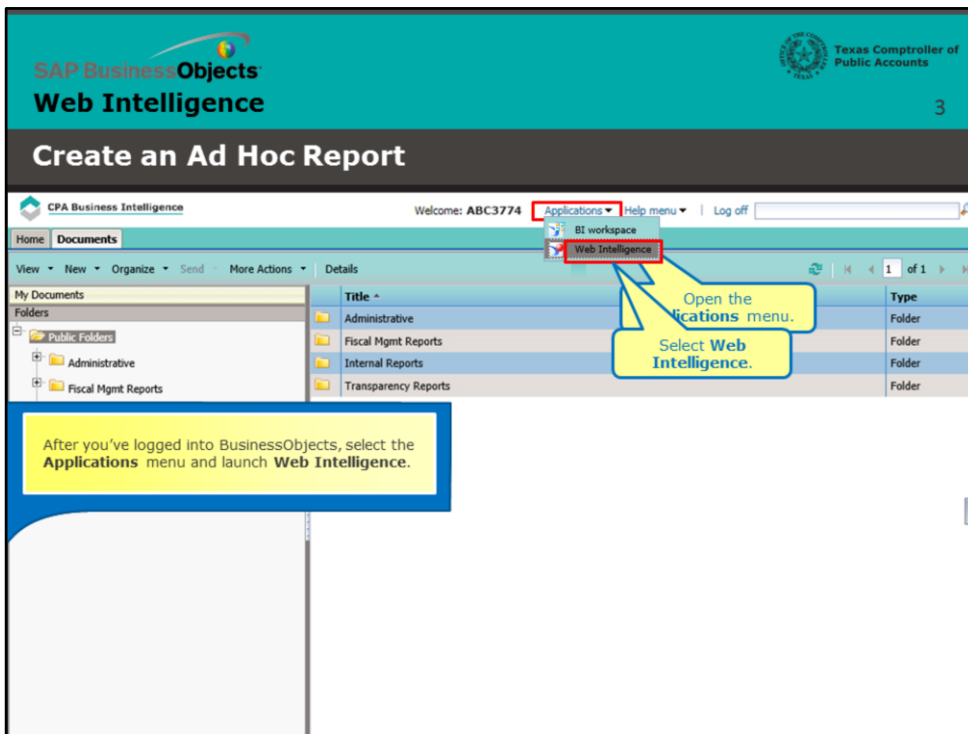 SAP BusinessObjects
Web Intelligence
Texas Comptroller of
Public Accounts
3
Create an Ad Hoc Report
CPA Business Intelligence
Welcome: ABC3774 Applications Help menu | Log off
BI workspace
Web Intelligence
Home Documents
View New Organize Send More Actions Details
1 of 1
My Documents
Folders
Public Folders
Administrative
Fiscal Mgmt Reports
Title Type
Administrative Folder
Fiscal Mgmt Reports Folder
Internal Reports Folder
Transparency Reports Folder
Open the
menu.
Select Web
Intelligence.
After you've logged into BusinessObjects, select the
Applications menu and launch Web Intelligence.